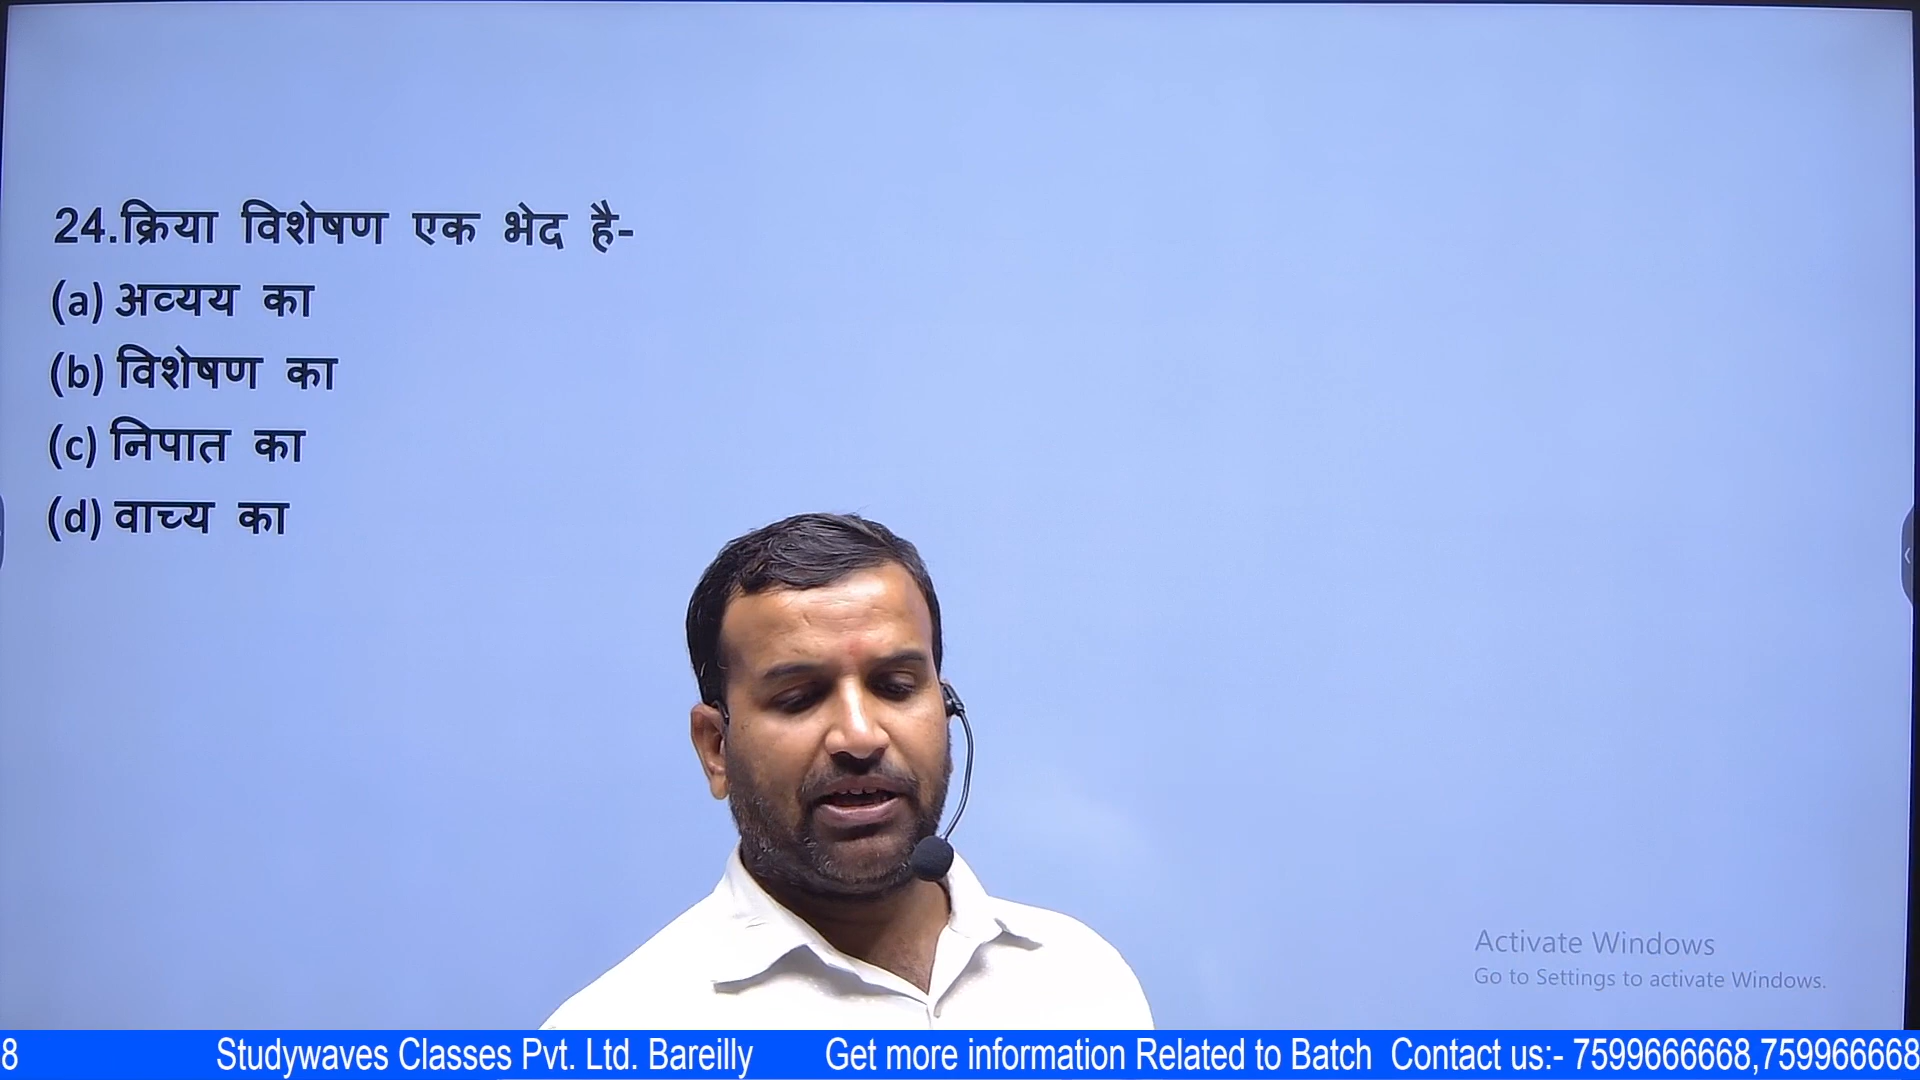 24.क्रिया विशेषण एक भेद है-
(a) अव्यय का
(b) विशेषण का
(c) निपात का
(d) वाच्य का
Activate Windows
Go to Settings to activate Windows.
8 Studywaves Classes Pvt. Ltd. Bareilly Get more information Related to Batch Contact us:- 7599666668,759966668